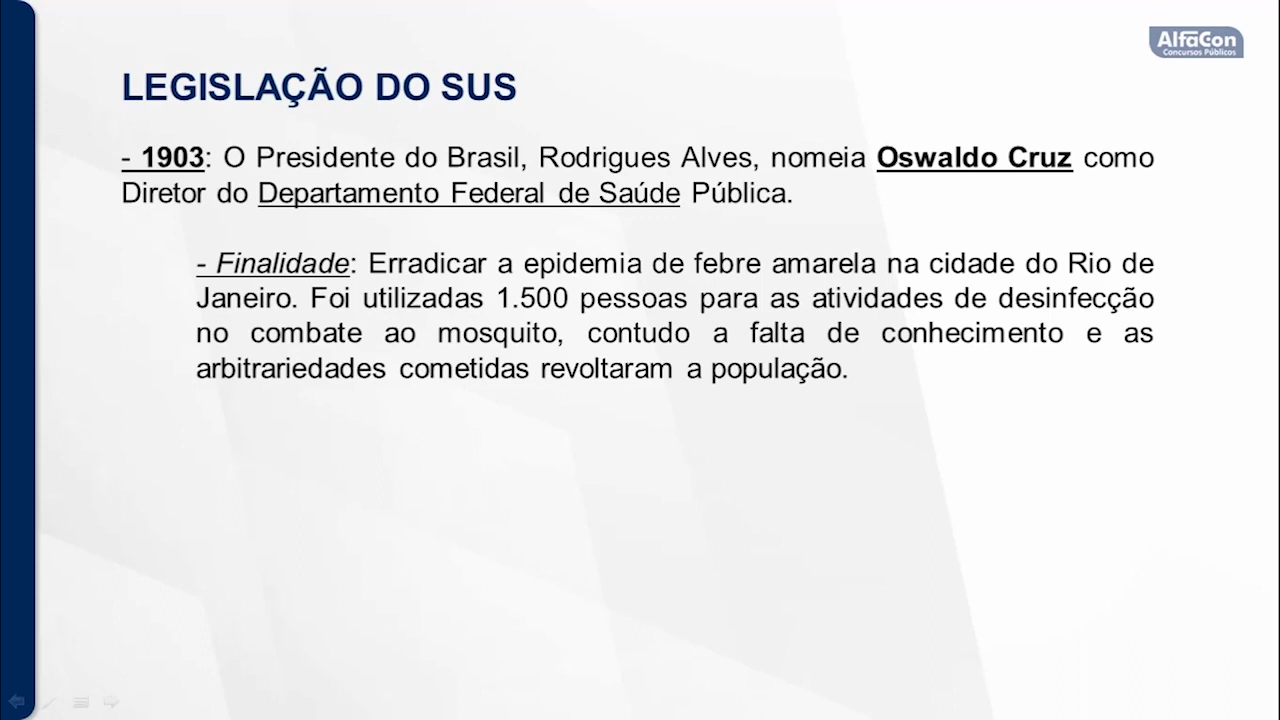 AlfaCon
Concursos Públicos
LEGISLAÇÃO DO SUS
- 1903: O Presidente do Brasil, Rodrigues Alves, nomeia Oswaldo Cruz como
Diretor do Departamento Federal de Saúde Pública.
- Finalidade: Erradicar a epidemia de febre amarela na cidade do Rio de
Janeiro. Foi utilizadas 1.500 pessoas para as atividades de desinfecção
no combate ao mosquito, contudo a falta de conhecimento e as
arbitrariedades cometidas revoltaram a população.